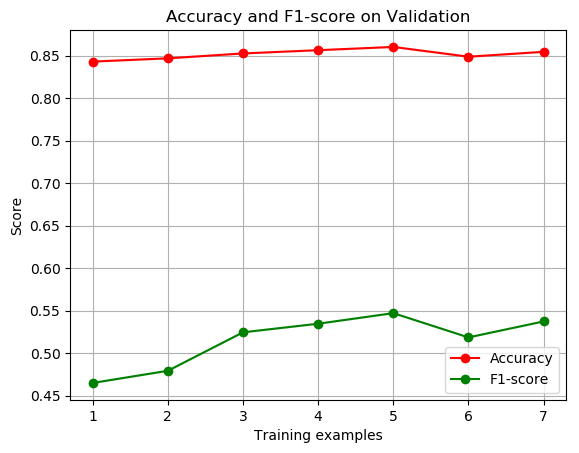 Accuracy and F1-score on Validation
0.85
0.80
0.75
0.70
0.65
0.60
0.55
0.50
0.45
Score
1 2 3 4 5 6 7
Training examples
Accuracy
F1-score